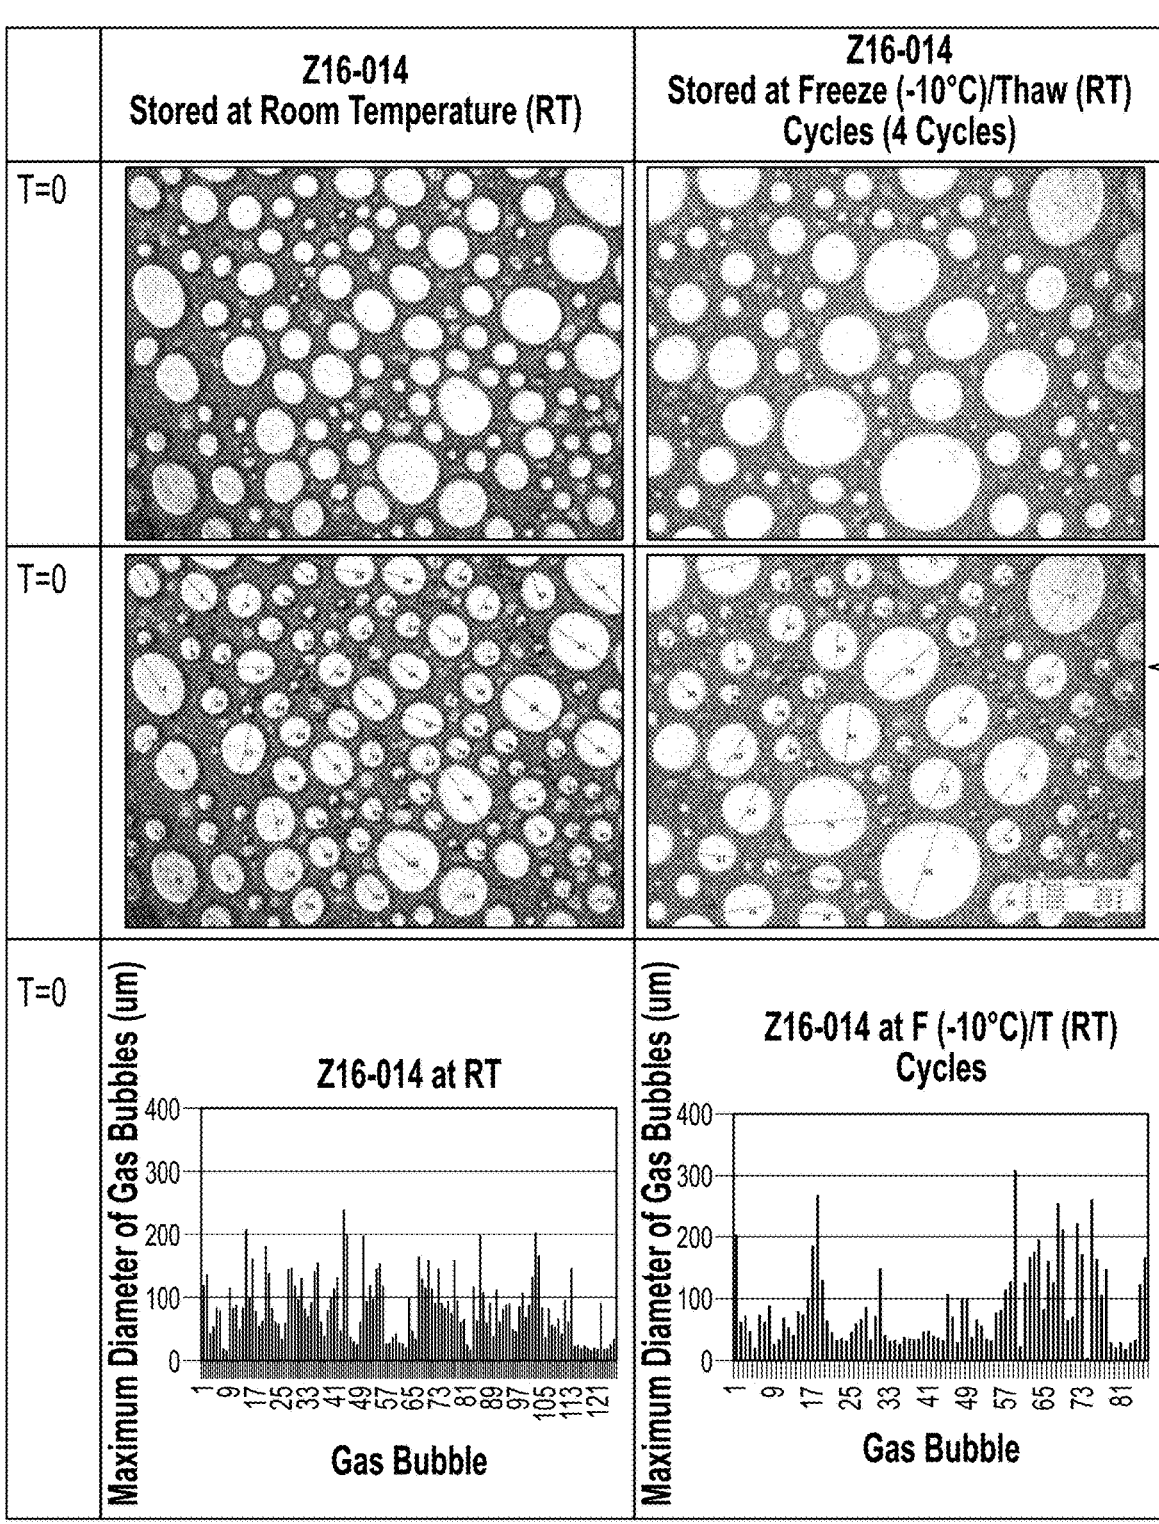 Z16-014
Stored at Room Temperature (RT)
Z16-014
Stored at Freeze (-10°C)/Thaw (RT)
Cycles (4 Cycles)
T=0
T=0
T=0
Maximum Diameter of Gas Bubbles (um)
Z16-014 at RT
400
300
200
100
0
1 9 17 25 33 41 49 57 65 73 81 89 97 105 113 121
Gas Bubble
Maximum Diameter of Gas Bubbles (um)
Z16-014 at F (-10°C)/T (RT)
Cycles
400
300
200
100
0
1 9 17 25 33 41 49 57 65 73 81
Gas Bubble